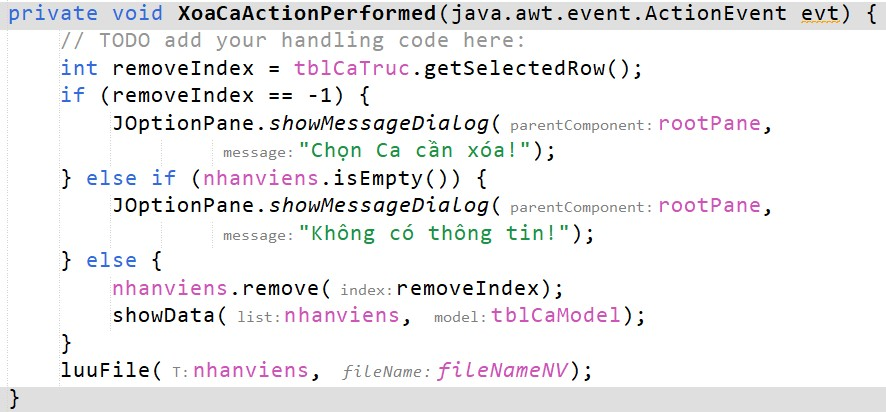 private void XoaCaActionPerformed(java.awt.event.ActionEvent evt) {
// TODO add your handling code here:
int removeIndex = tblCaTruc.getSelectedRow();
if (removeIndex == -1) {
JOptionPane.showMessageDialog( parentComponent: rootPane,
message: "Chọn Ca cần xóa!");
} else if (nhanviens.isEmpty()) {
JOptionPane.showMessageDialog( parentComponent: rootPane,
message: "Không có thông tin!");
} else {
nhanviens.remove( index: removeIndex);
showData( list: nhanviens, model: tblCaModel);
}
luuFile( T: nhanviens, fileName: fileNameNV);
}